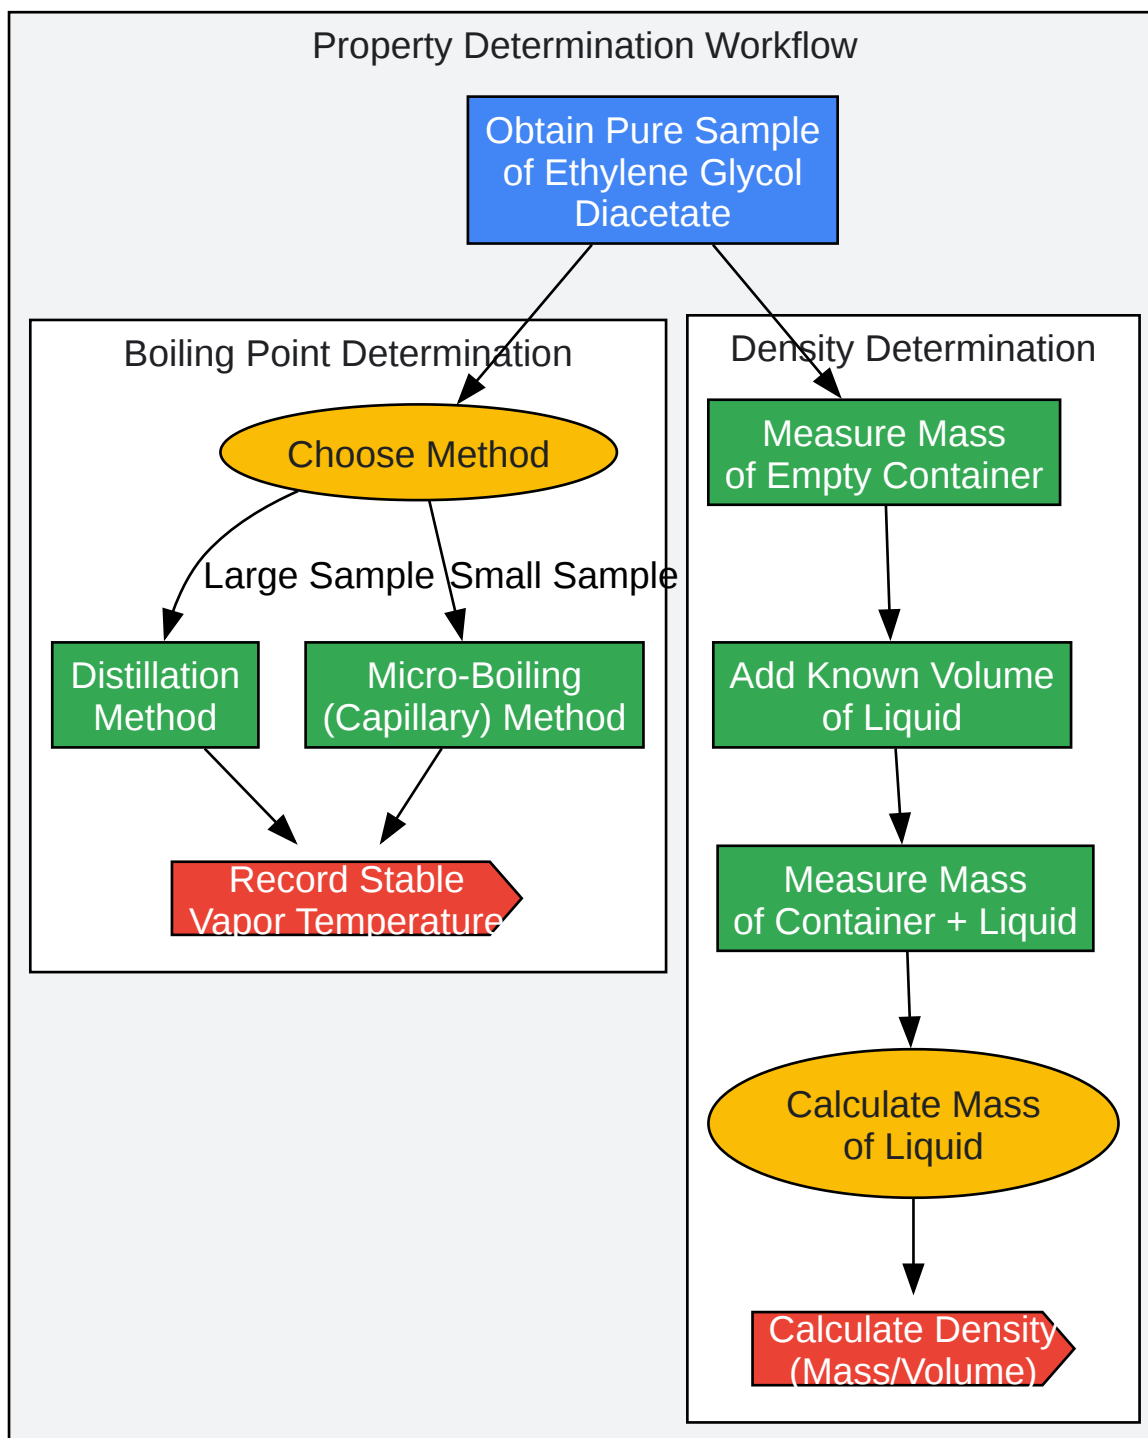 Property Determination Workflow
Obtain Pure Sample
of Ethylene Glycol
Diacetate
Boiling Point Determination
Choose Method
Large Sample
Small Sample
Distillation
Method
Micro-Boiling
(Capillary) Method
Record Stable
Vapor Temperature
Density Determination
Measure Mass
of Empty Container
Add Known Volume
of Liquid
Measure Mass
of Container + Liquid
Calculate Mass
of Liquid
Calculate Density
(Mass/Volume)